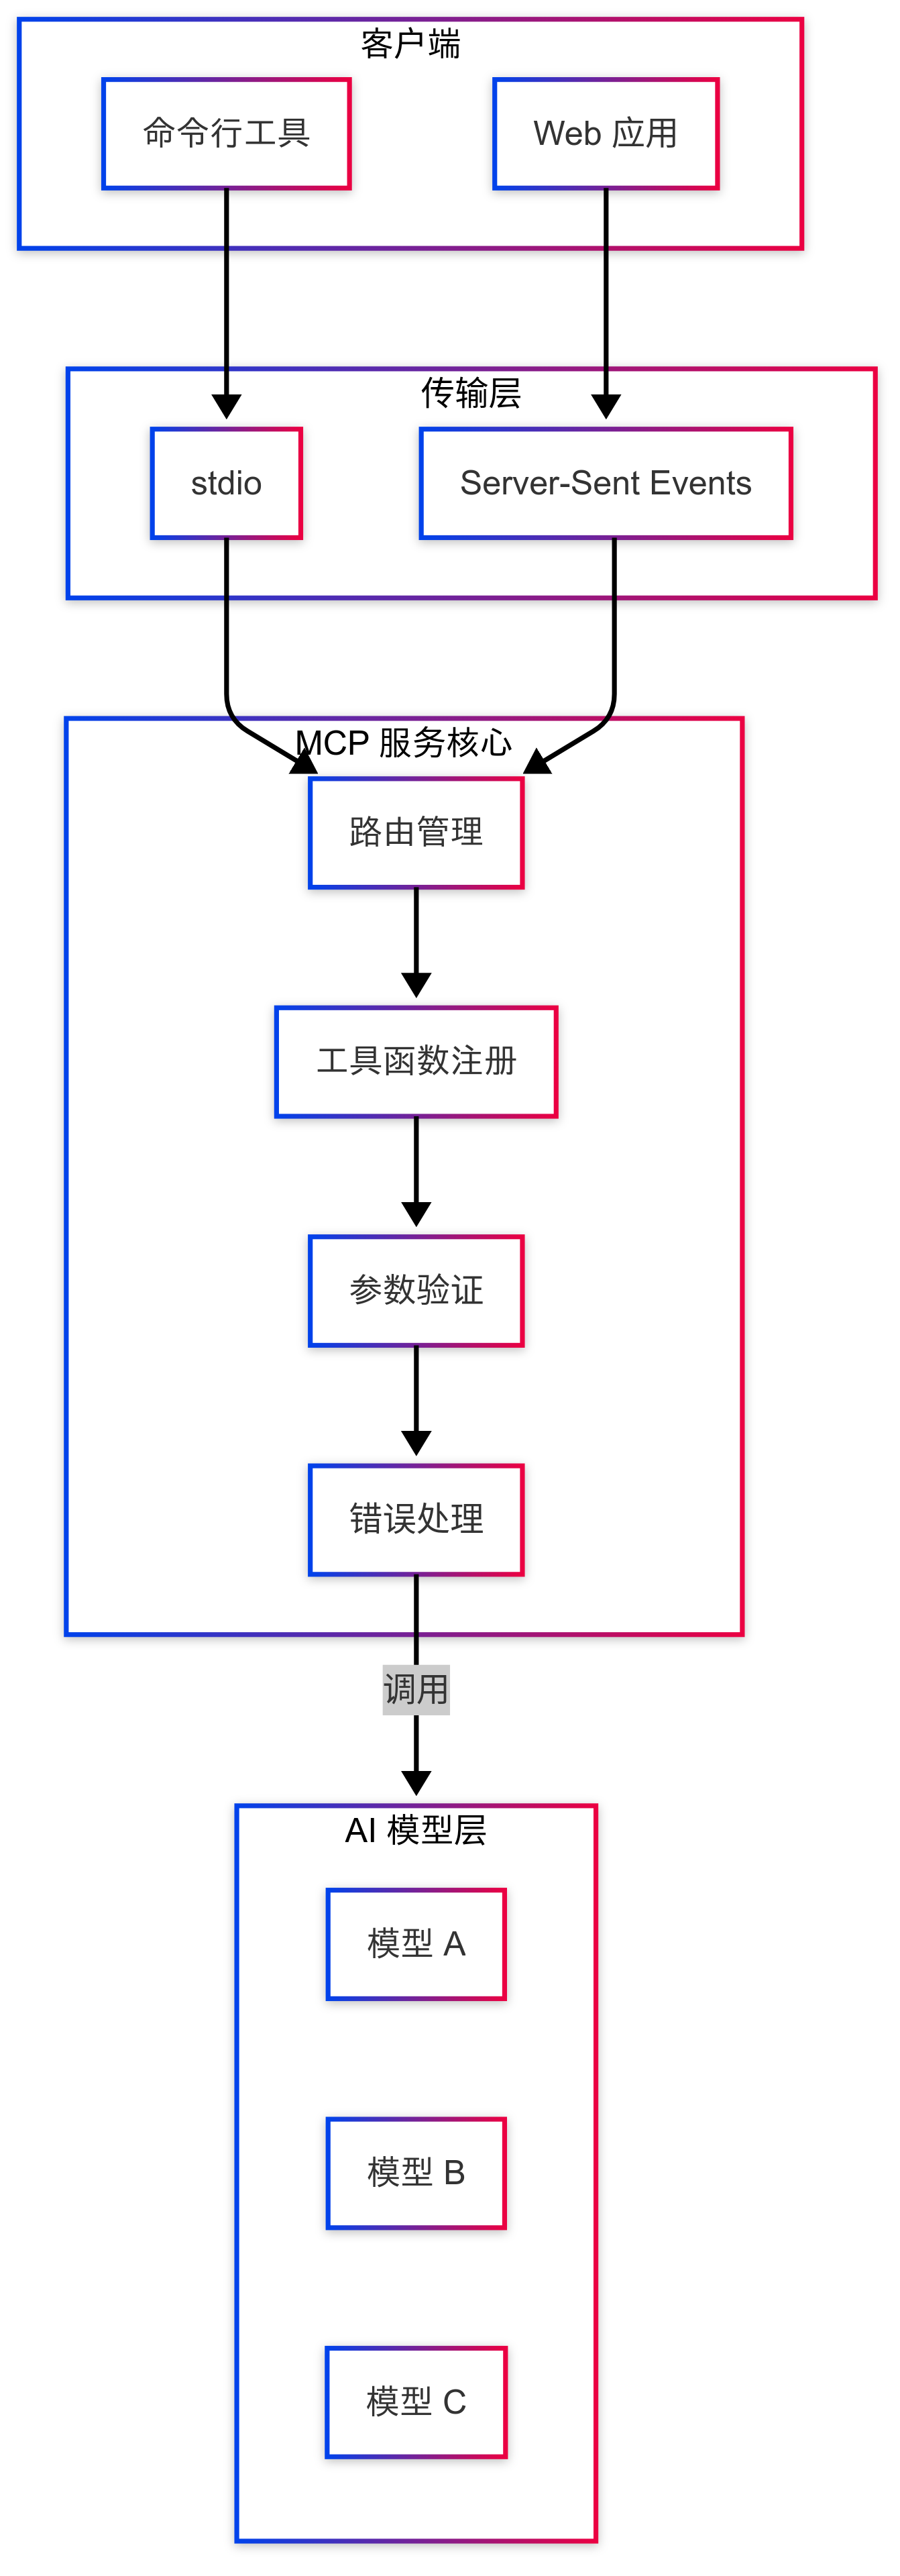 客户端
命令行工具
Web 应用
传输层
stdio
Server-Sent Events
MCP 服务核心
路由管理
工具函数注册
参数验证
错误处理
调用
AI 模型层
模型 A
模型 B
模型 C